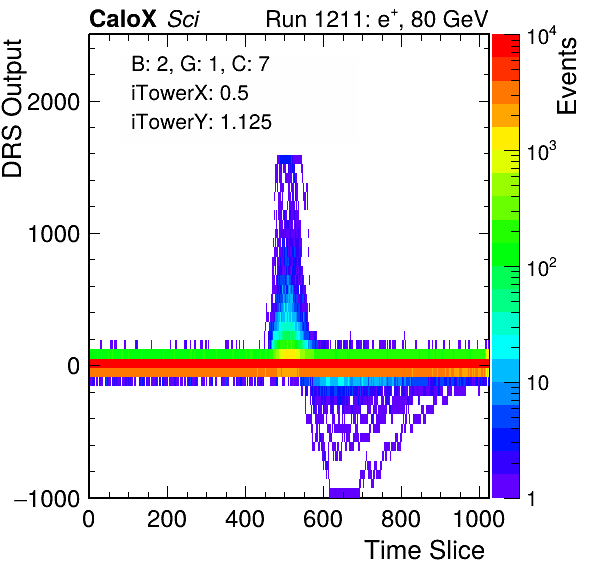 CaloX Sci
Run 1211: e⁺, 80 GeV
B: 2, G: 1, C: 7
iTowerX: 0.5
iTowerY: 1.125
DRS Output
2000
1000
0
−1000
0 200 400 600 800 1000
Time Slice
Events
10⁴
10³
10²
10
1